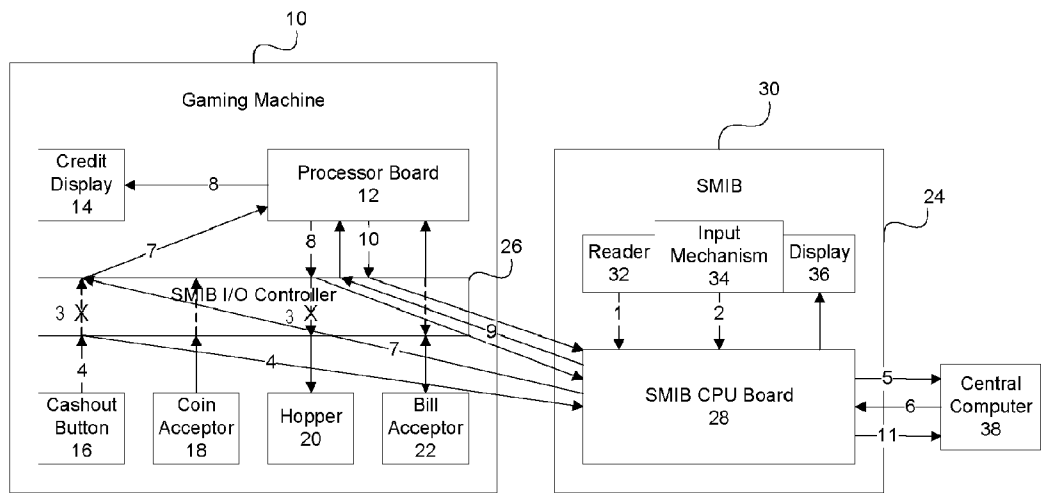 10
Gaming Machine
30
SMIB
24
Credit
Display
14
8
Processor Board
12
7
8
10
26
Reader
32
Input
Mechanism
34
Display
36
SMIB I/O Controller
3
X
3
X
1
2
9
7
4
4
Cashout
Button
16
Coin
Acceptor
18
Hopper
20
Bill
Acceptor
22
SMIB CPU Board
28
5
6
11
Central
Computer
38